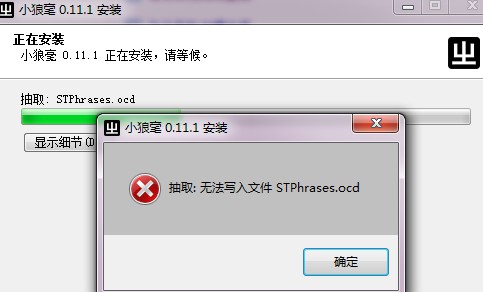 小狼毫 0.11.1 安装
正在安装
小狼毫 0.11.1 正在安装，请等候。
抽取: STPhrases.ocd
显示细节(D)
小狼毫 0.11.1 安装
抽取: 无法写入文件 STPhrases.ocd
确定